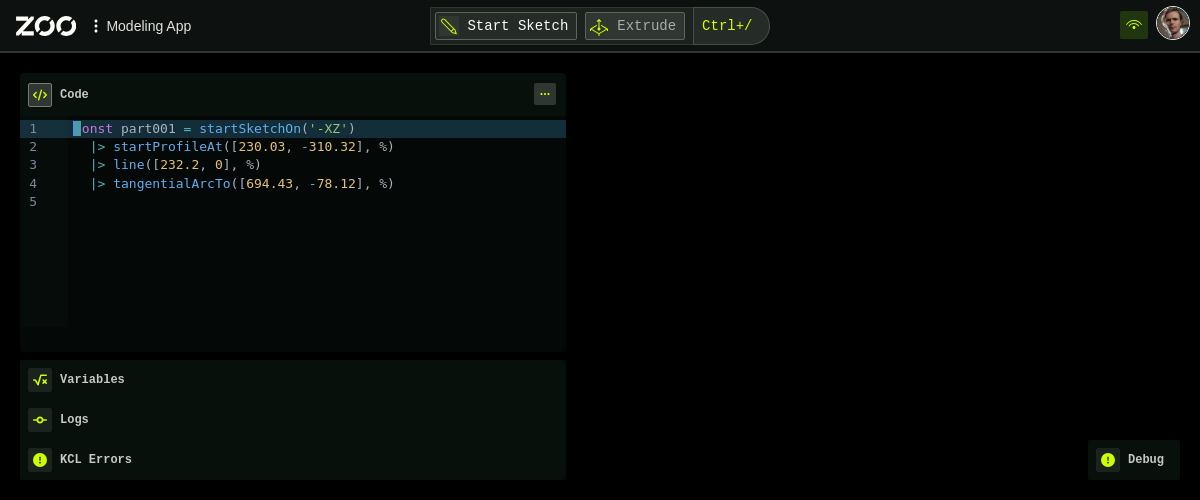 ZOO
Modeling App
Start Sketch
Extrude
Ctrl+/
Code
1 onst part001 = startSketchOn('-XZ')
2 |> startProfileAt([230.03, -310.32], %)
3 |> line([232.2, 0], %)
4 |> tangentialArcTo([694.43, -78.12], %)
5
Variables
Logs
KCL Errors
Debug